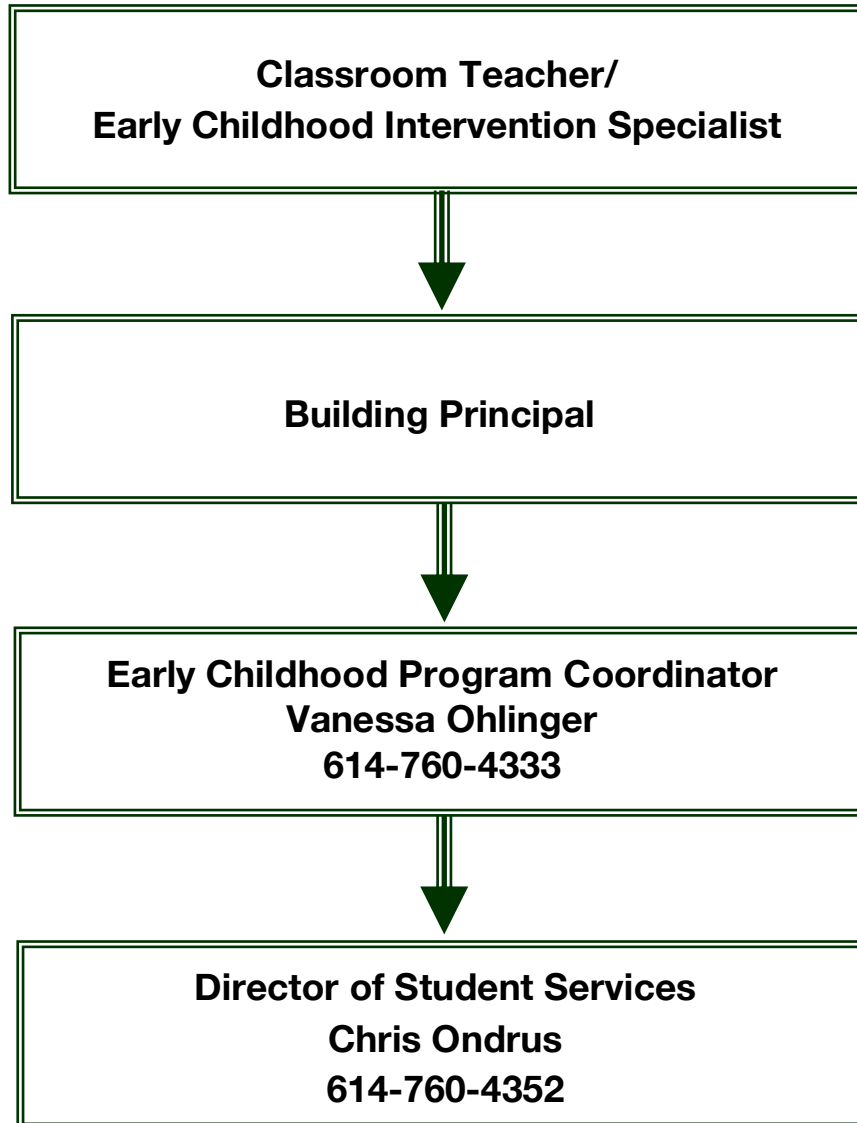 Classroom Teacher/
Early Childhood Intervention Specialist
Building Principal
Early Childhood Program Coordinator
Vanessa Ohlinger
614-760-4333
Director of Student Services
Chris Ondrus
614-760-4352